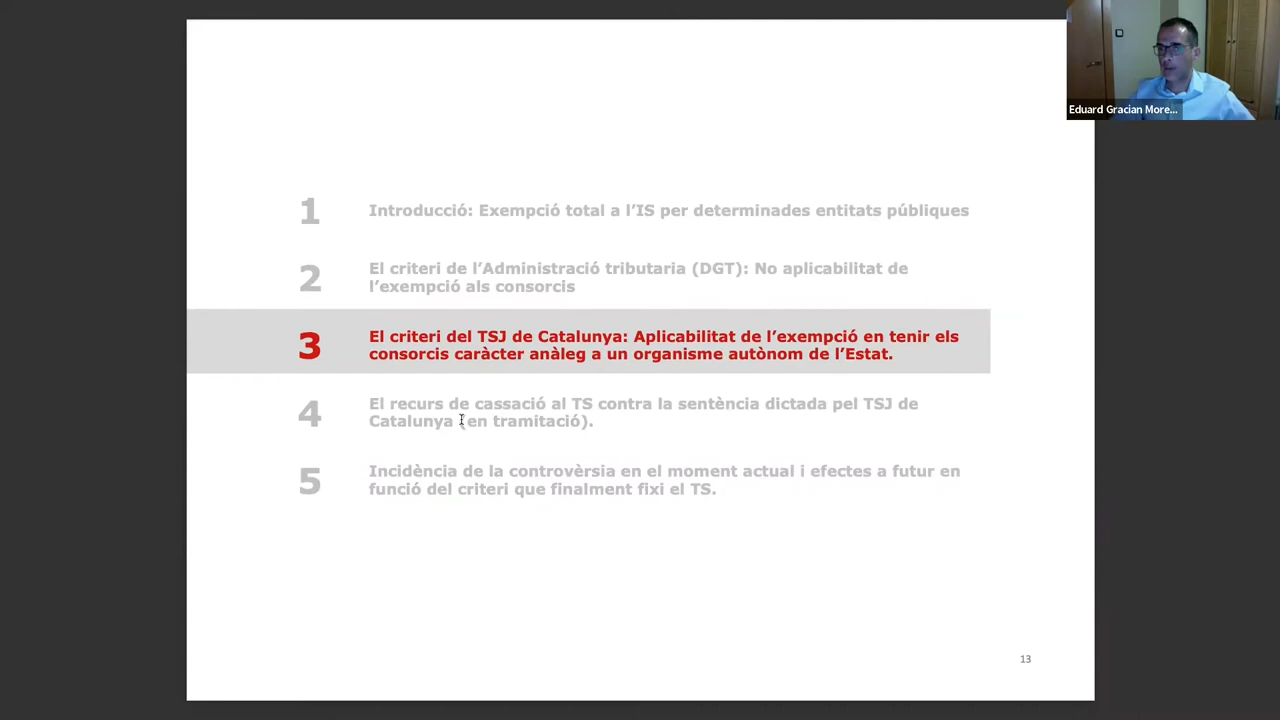 Eduard Gracian More...
1
Introducció: Exempció total a l’IS per determinades entitats públiques
2
El criteri de l’Administració tributaria (DGT): No aplicabilitat de
l’exempció als consorcis
3
El criteri del TSJ de Catalunya: Aplicabilitat de l’exempció en tenir els
consorcis caràcter anàleg a un organisme autònom de l’Estat.
4
El recurs de cassació al TS contra la sentència dictada pel TSJ de
Catalunya (en tramitació).
5
Incidència de la controvèrsia en el moment actual i efectes a futur en
funció del criteri que finalment fixi el TS.
13